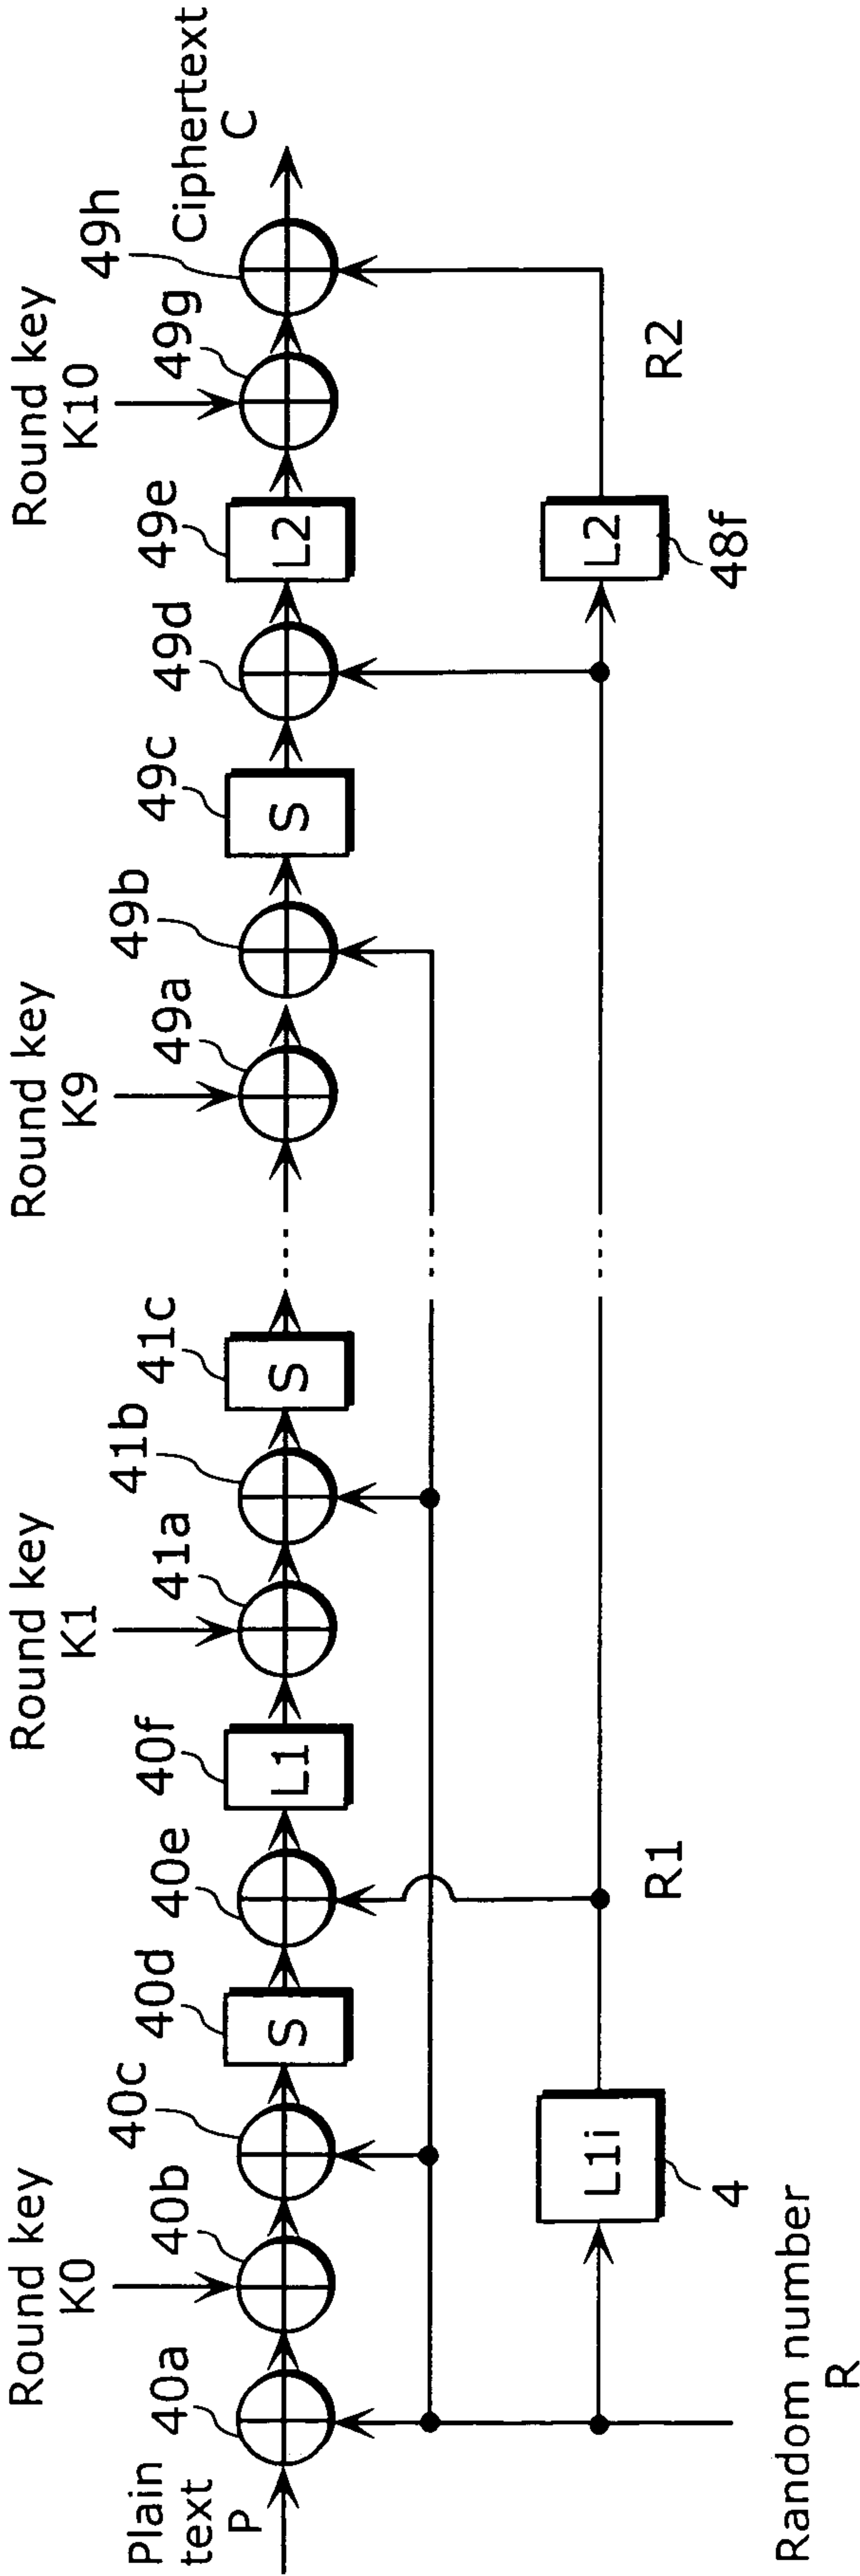 Plain
text
P
40a
Round key
K0
40b
40c
40d
S
40e
40f
L1
Round key
K1
41a
41b
41c
S
Round key
K9
49a
49b
49c
S
49d
49e
L2
Round key
K10
49g
49h
Ciphertext
C
Random number
R
L1i
4
R1
L2
48f
R2